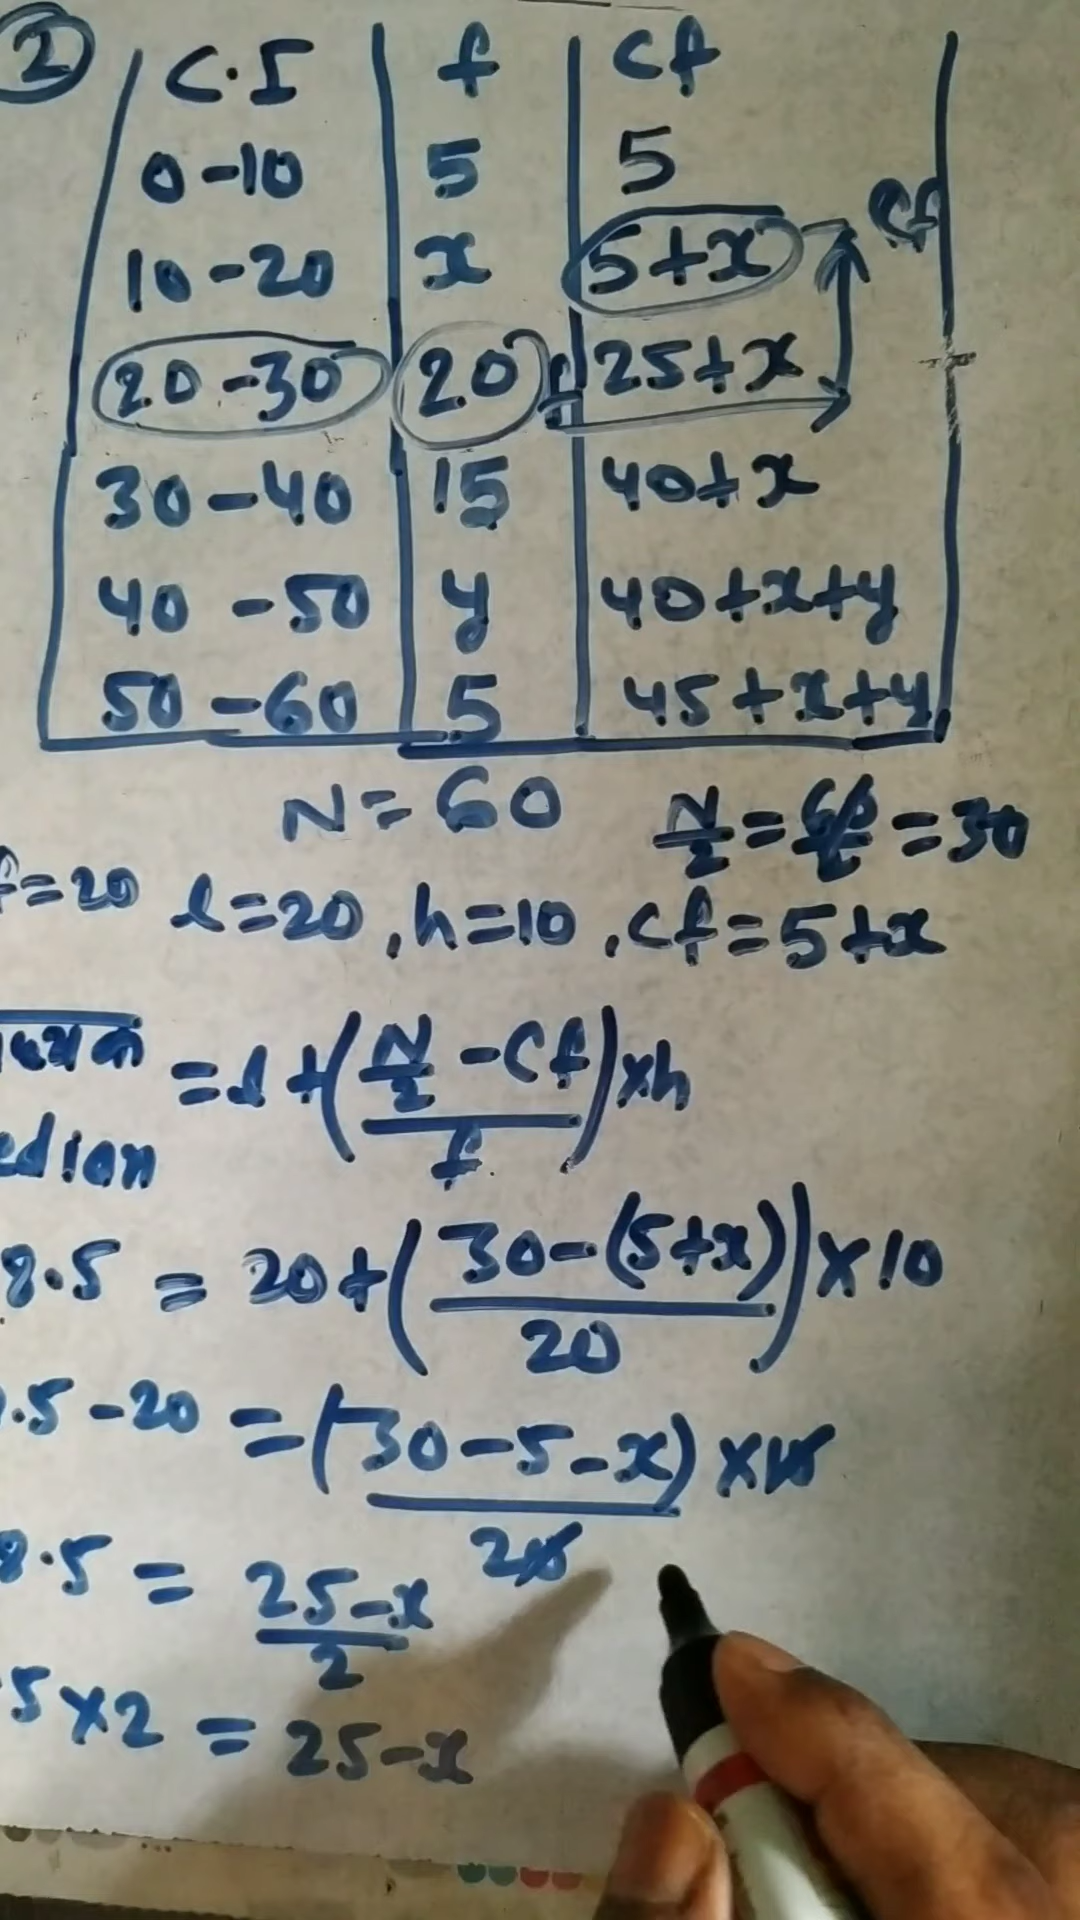 2 C.I f cf
0-10 5 5
10-20 x 5+x cf
20-30 20 f 25+x
30-40 15 40+x
40-50 y 40+x+y
50-60 5 45+x+y
N=60 N/2=60/2=30
f=20 l=20, h=10, cf=5+x
=l+(N/2-cf/f)×h
edian
8.5=20+(30-(5+x)/20)×10
.5-20=(30-5-x)/20×10
8.5=25-x/2
5×2=25-x